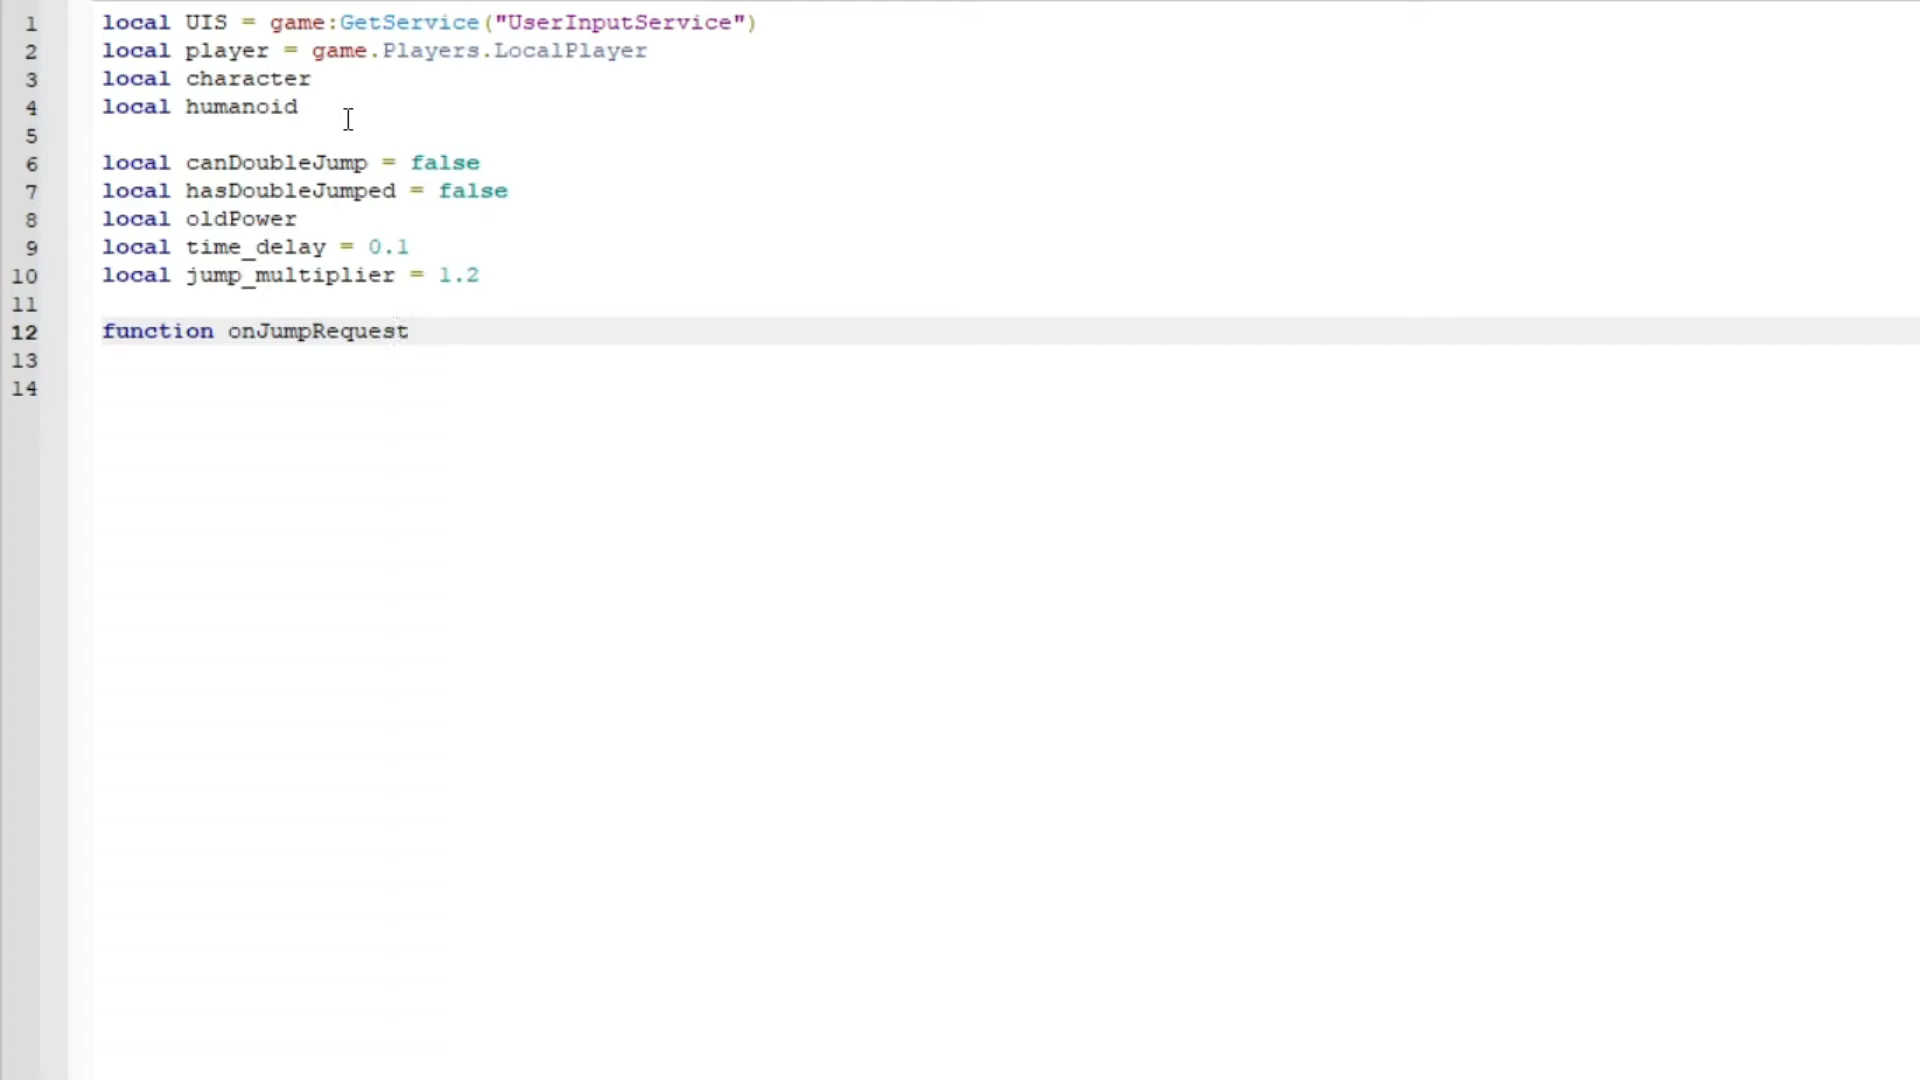 1 local UIS = game:GetService("UserInputService")
2 local player = game.Players.LocalPlayer
3 local character
4 local humanoid
5
6 local canDoubleJump = false
7 local hasDoubleJumped = false
8 local oldPower
9 local time_delay = 0.1
10 local jump_multiplier = 1.2
11
12 function onJumpRequest
13
14